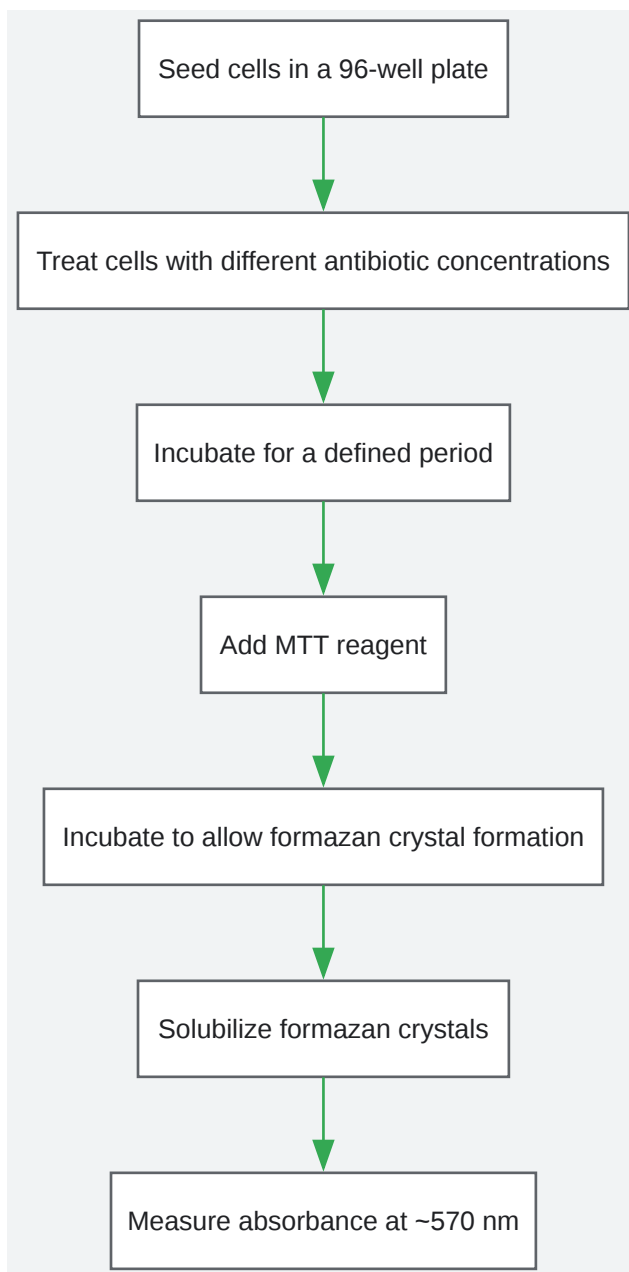 Seed cells in a 96-well plate
Treat cells with different antibiotic concentrations
Incubate for a defined period
Add MTT reagent
Incubate to allow formazan crystal formation
Solubilize formazan crystals
Measure absorbance at ~570 nm